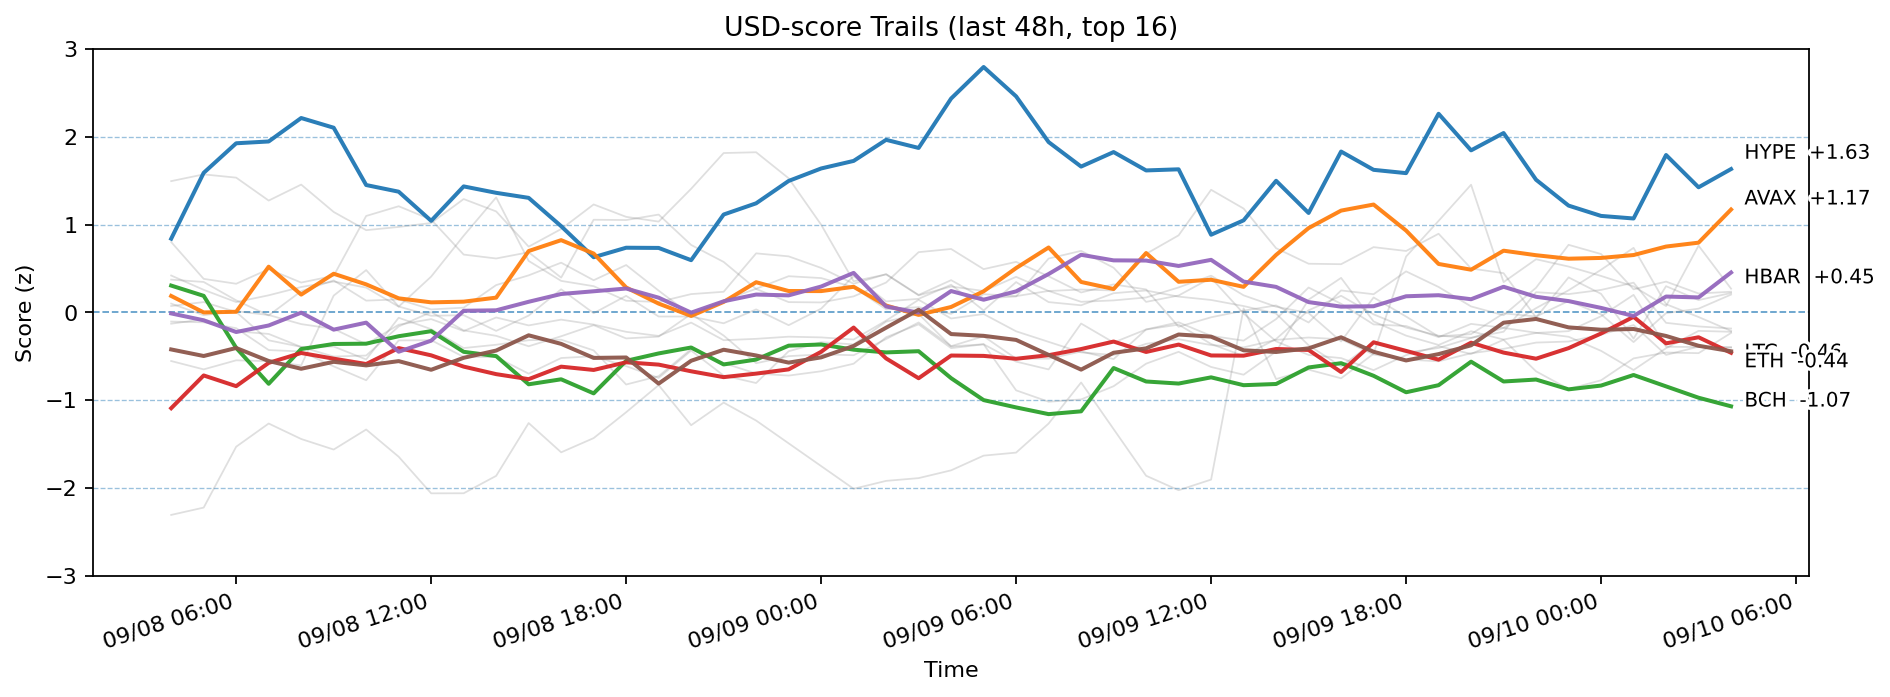 USD-score Trails (last 48h, top 16)
Score (z)
3
2
1
0
−1
−2
−3
HYPE +1.63
AVAX +1.17
HBAR +0.45
ETH -0.44
BCH -1.07
09/08 06:00
09/08 12:00
09/08 18:00
09/09 00:00
09/09 06:00
09/09 12:00
09/09 18:00
09/10 00:00
09/10 06:00
Time